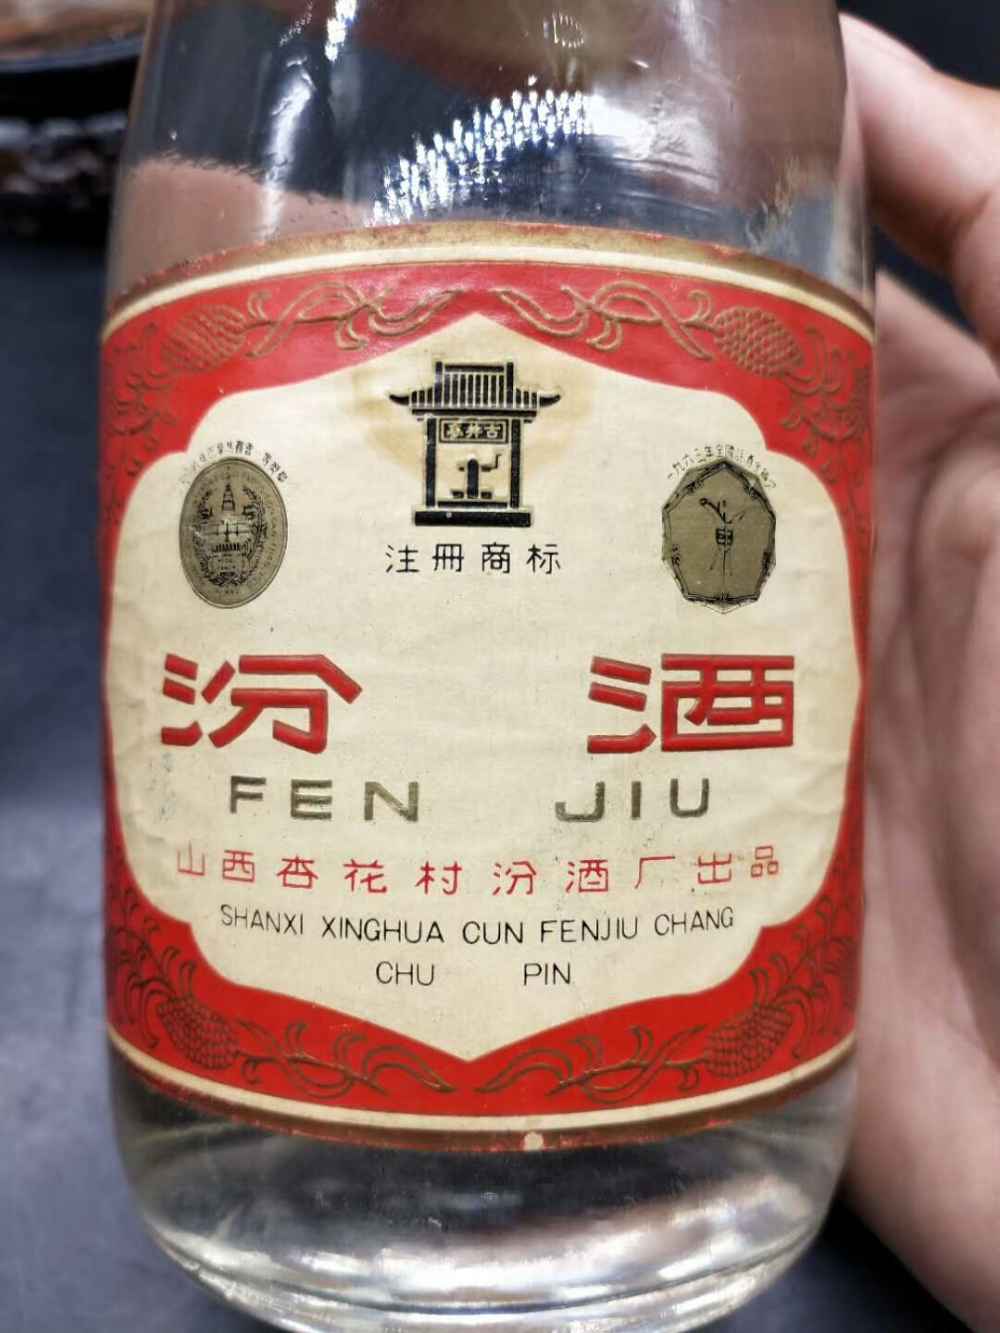 古井亭
注冊商标
汾酒
FEN JIU
山西杏花村汾酒厂出品
SHANXI XINGHUA CUN FENJIU CHANG
CHU PIN